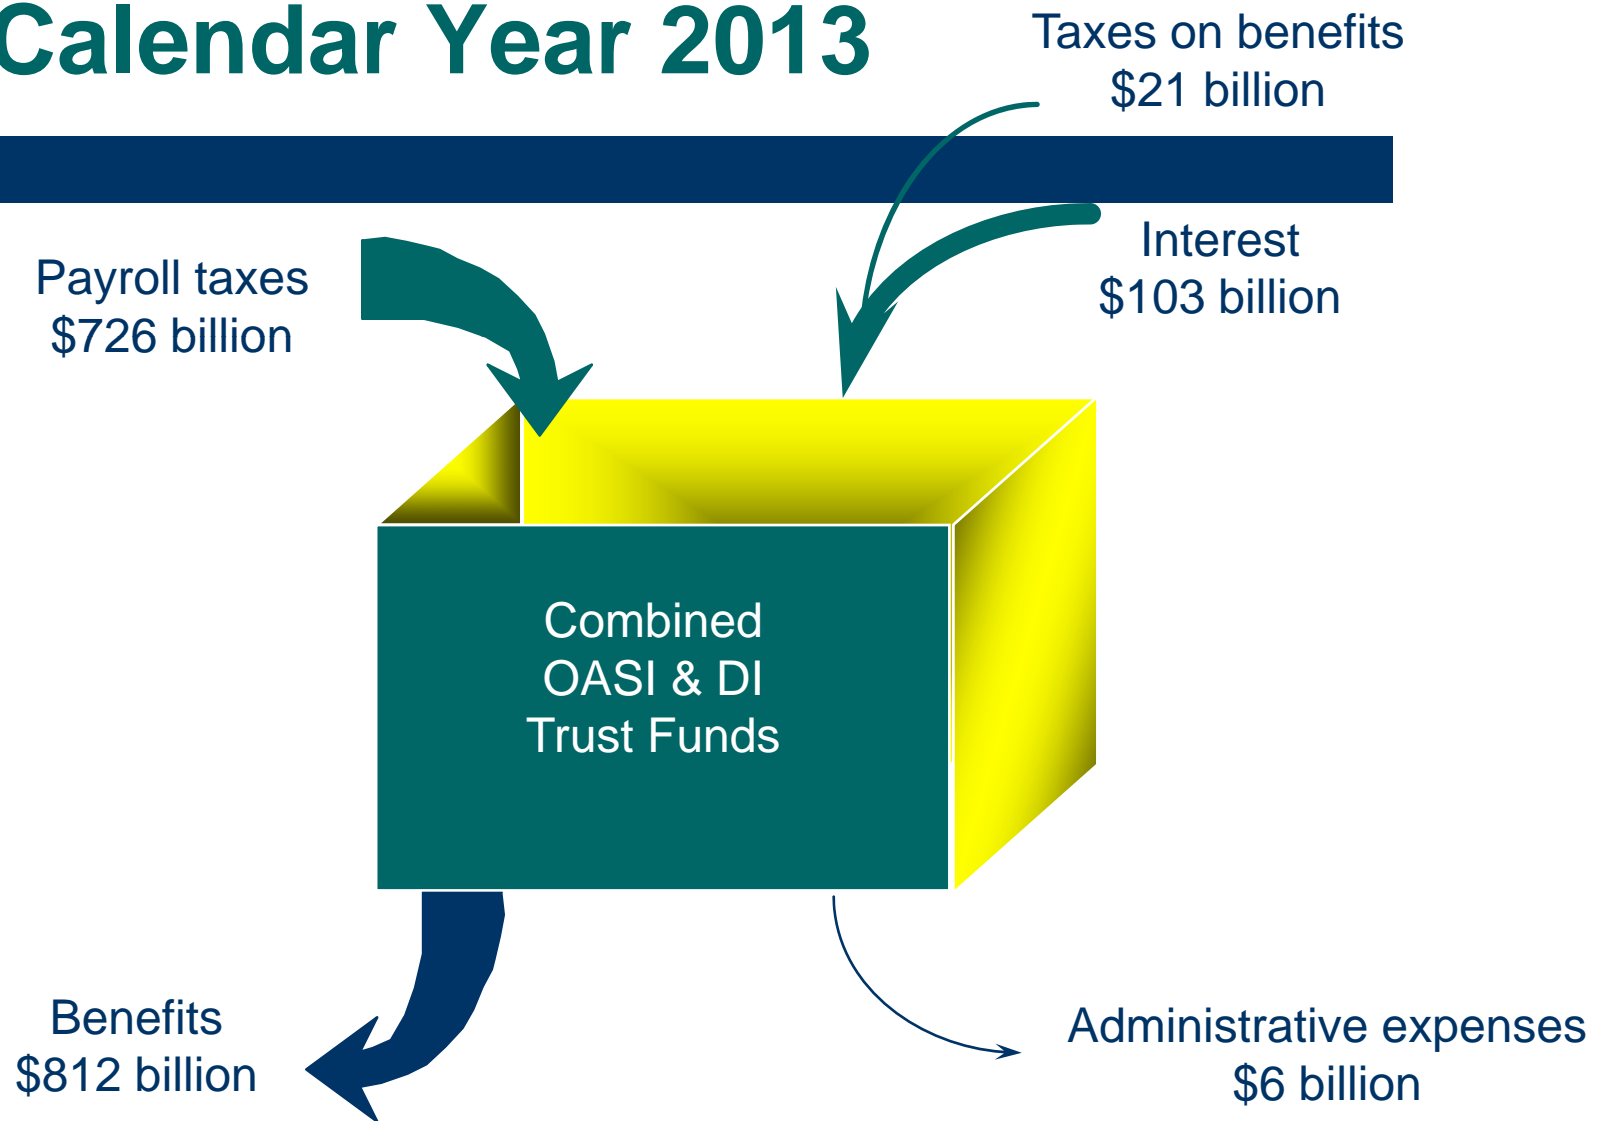 Calendar Year 2013
Taxes on benefits
$21 billion
Interest
$103 billion
Payroll taxes
$726 billion
Combined
OASI & DI
Trust Funds
Benefits
$812 billion
Administrative expenses
$6 billion